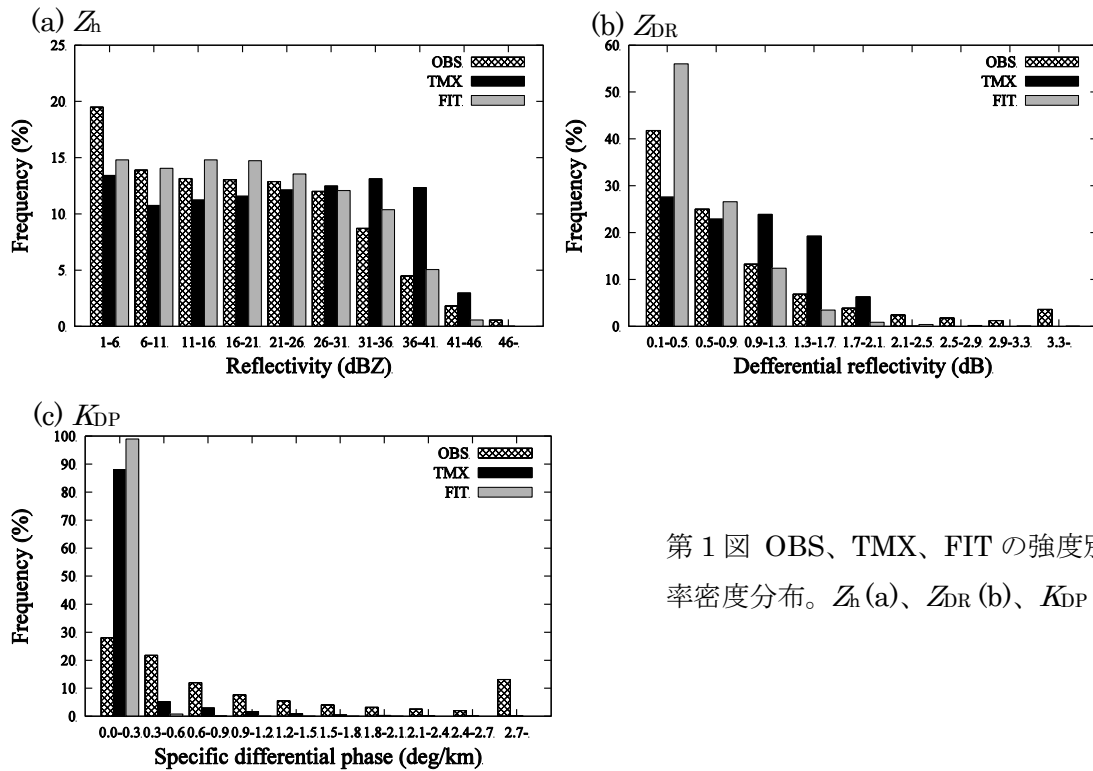 (a) Zh
25.
20.
15.
10.
5.
0.
Frequency (%)
OBS.
TMX.
FIT.
1-6. 6-11. 11-16. 16-21. 21-26. 26-31. 31-36. 36-41. 41-46. 46-.
Reflectivity (dBZ).
(b) ZDR
60.
50.
40.
30.
20.
10.
0.
Frequency (%)
OBS.
TMX.
FIT.
0.1-0.5. 0.5-0.9. 0.9-1.3. 1.3-1.7. 1.7-2.1. 2.1-2.5. 2.5-2.9. 2.9-3.3. 3.3-.
Defferential reflectivity (dB).
(c) KDP
100.
90.
80.
70.
60.
50.
40.
30.
20.
10.
0.
Frequency (%)
OBS.
TMX.
FIT.
0.0-0.3. 0.3-0.6. 0.6-0.9. 0.9-1.2. 1.2-1.5. 1.5-1.8. 1.8-2.1. 2.1-2.4. 2.4-2.7. 2.7-.
Specific differential phase (deg/km).
第 1 図 OBS、TMX、FIT の強度別
率密度分布。Zh (a)、ZDR (b)、KDP